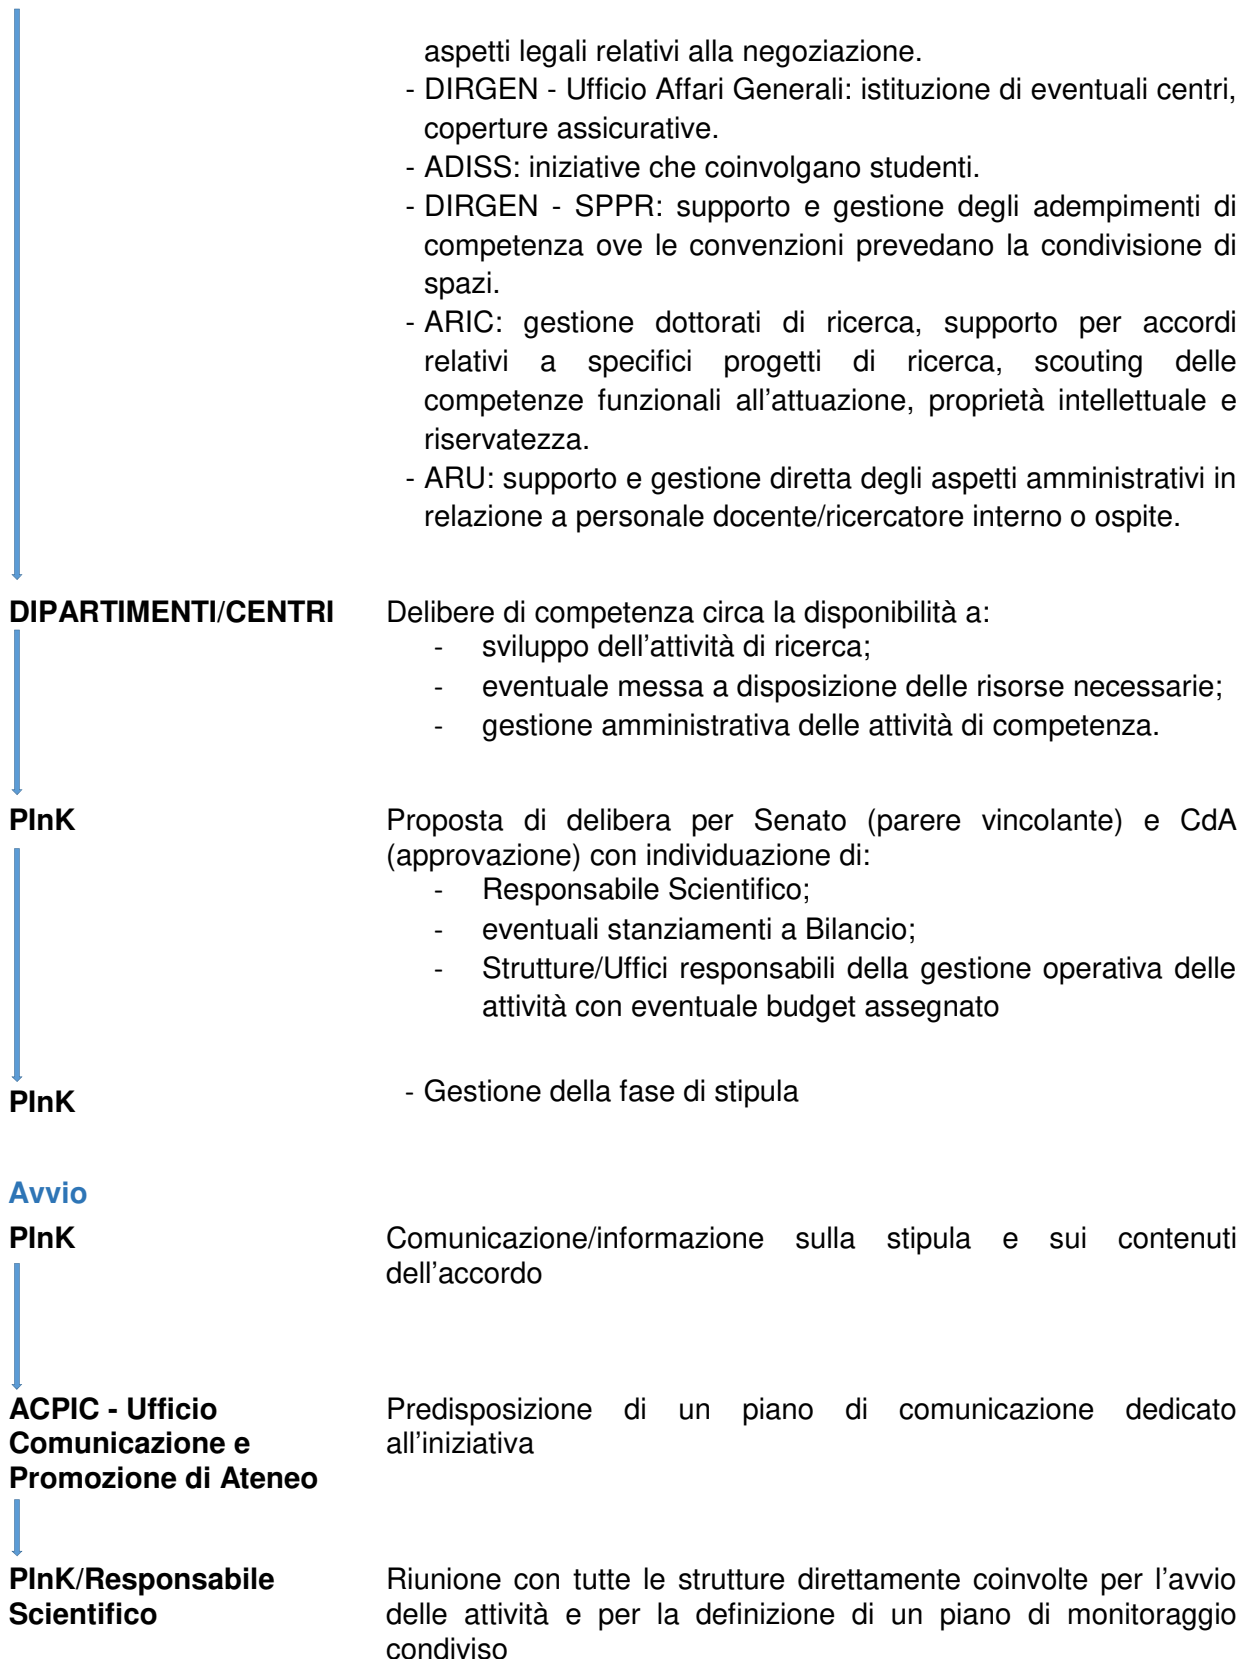 aspetti legali relativi alla negoziazione.
- DIRGEN - Ufficio Affari Generali: istituzione di eventuali centri,
coperture assicurative.
- ADISS: iniziative che coinvolgano studenti.
- DIRGEN - SPPR: supporto e gestione degli adempimenti di
competenza ove le convenzioni prevedano la condivisione di
spazi.
- ARIC: gestione dottorati di ricerca, supporto per accordi
relativi a specifici progetti di ricerca, scouting delle
competenze funzionali all'attuazione, proprietà intellettuale e
riservatezza.
- ARU: supporto e gestione diretta degli aspetti amministrativi in
relazione a personale docente/ricercatore interno o ospite.
DIPARTIMENTI/CENTRI Delibere di competenza circa la disponibilità a:
- sviluppo dell'attività di ricerca;
- eventuale messa a disposizione delle risorse necessarie;
- gestione amministrativa delle attività di competenza.
PInK Proposta di delibera per Senato (parere vincolante) e CdA
(approvazione) con individuazione di:
- Responsabile Scientifico;
- eventuali stanziamenti a Bilancio;
- Strutture/Uffici responsabili della gestione operativa delle
attività con eventuale budget assegnato
PInK - Gestione della fase di stipula
Avvio
PInK Comunicazione/informazione sulla stipula e sui contenuti
dell'accordo
ACPIC - Ufficio Predisposizione di un piano di comunicazione dedicato
Comunicazione e all'iniziativa
Promozione di Ateneo
PInK/Responsabile Riunione con tutte le strutture direttamente coinvolte per l'avvio
Scientifico delle attività e per la definizione di un piano di monitoraggio
condiviso